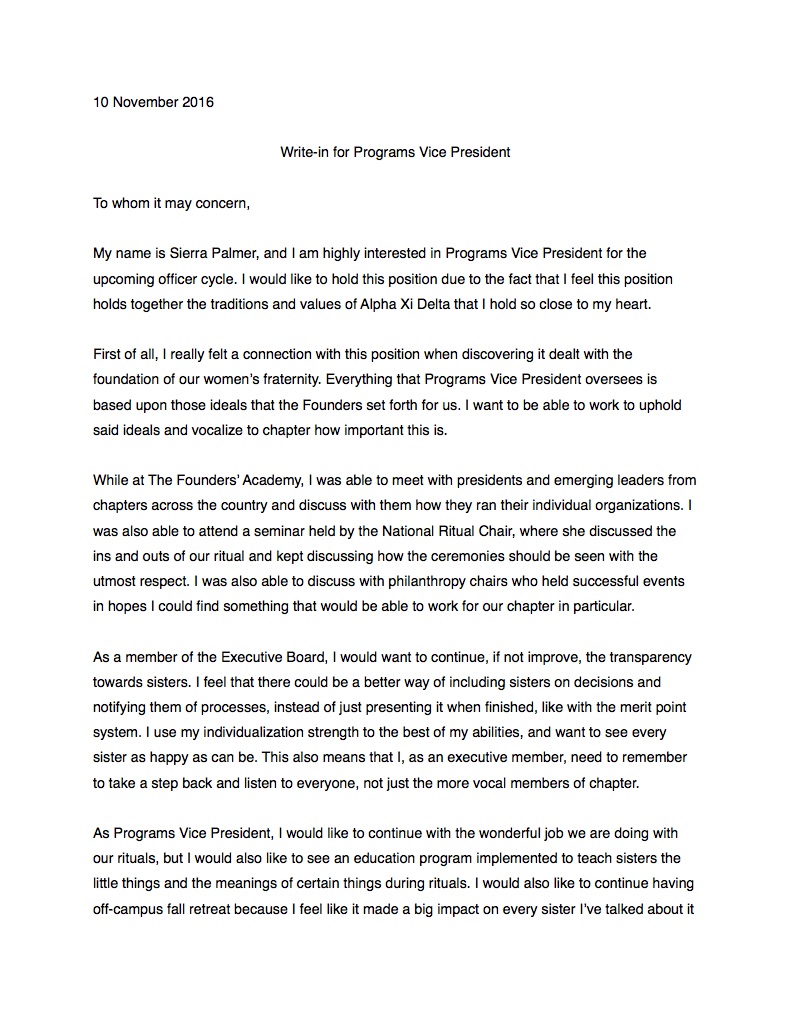 10 November 2016
Write-in for Programs Vice President
To whom it may concern,
My name is Sierra Palmer, and I am highly interested in Programs Vice President for the
upcoming officer cycle. I would like to hold this position due to the fact that I feel this position
holds together the traditions and values of Alpha Xi Delta that I hold so close to my heart.
First of all, I really felt a connection with this position when discovering it dealt with the
foundation of our women’s fraternity. Everything that Programs Vice President oversees is
based upon those ideals that the Founders set forth for us. I want to be able to work to uphold
said ideals and vocalize to chapter how important this is.
While at The Founders’ Academy, I was able to meet with presidents and emerging leaders from
chapters across the country and discuss with them how they ran their individual organizations. I
was also able to attend a seminar held by the National Ritual Chair, where she discussed the
ins and outs of our ritual and kept discussing how the ceremonies should be seen with the
utmost respect. I was also able to discuss with philanthropy chairs who held successful events
in hopes I could find something that would be able to work for our chapter in particular.
As a member of the Executive Board, I would want to continue, if not improve, the transparency
towards sisters. I feel that there could be a better way of including sisters on decisions and
notifying them of processes, instead of just presenting it when finished, like with the merit point
system. I use my individualization strength to the best of my abilities, and want to see every
sister as happy as can be. This also means that I, as an executive member, need to remember
to take a step back and listen to everyone, not just the more vocal members of chapter.
As Programs Vice President, I would like to continue with the wonderful job we are doing with
our rituals, but I would also like to see an education program implemented to teach sisters the
little things and the meanings of certain things during rituals. I would also like to continue having
off-campus fall retreat because I feel like it made a big impact on every sister I’ve talked about it